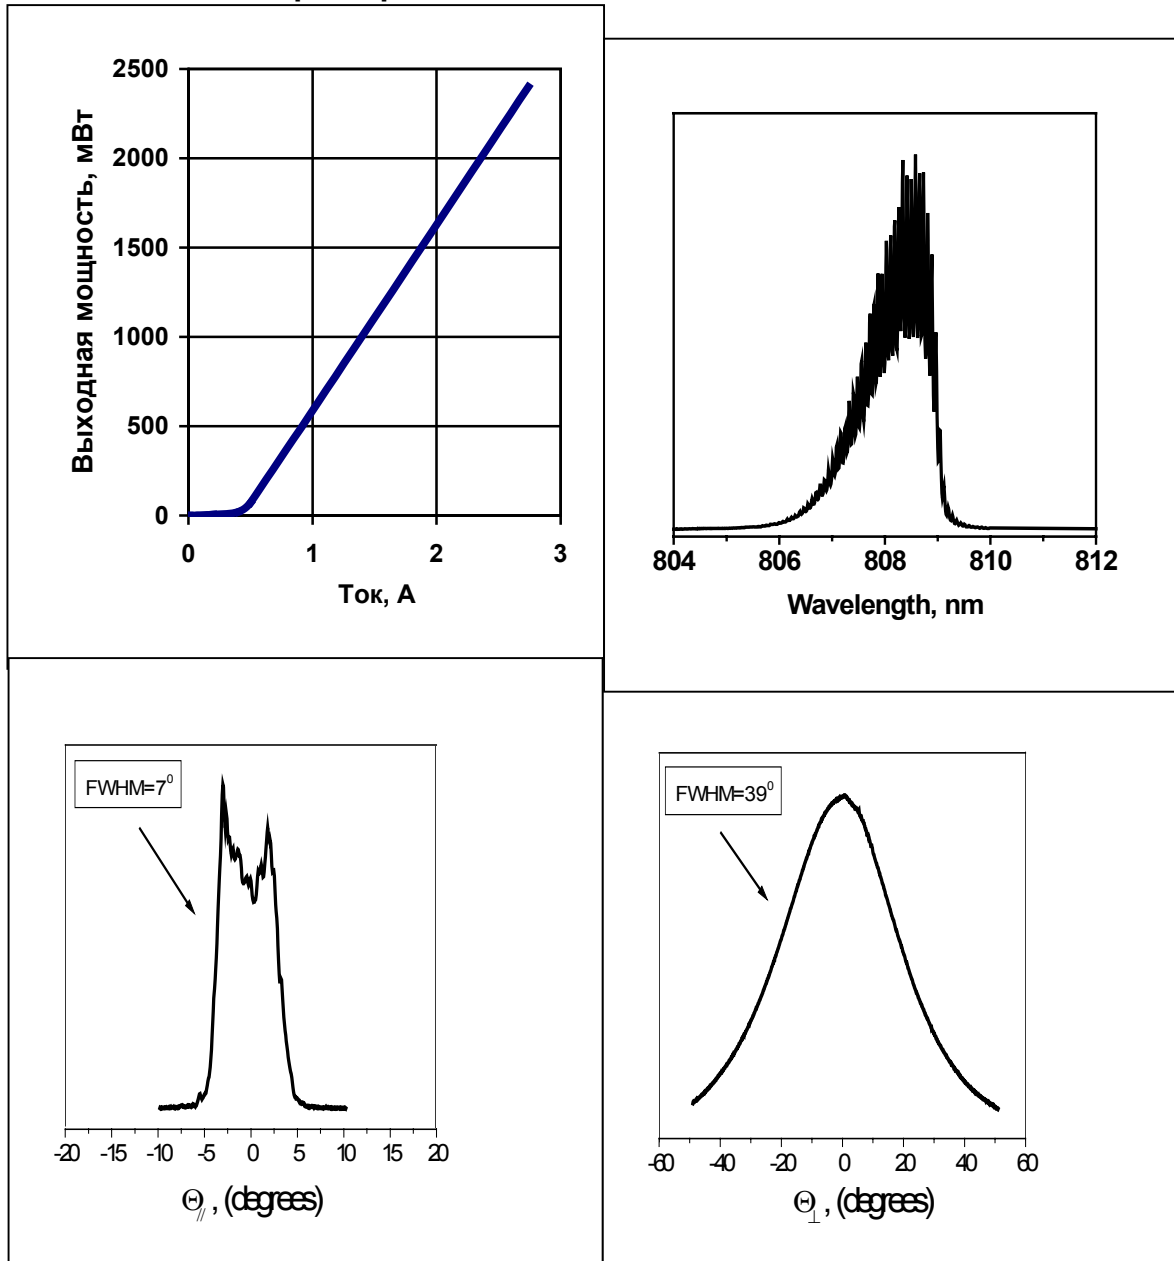 2500
2000
1500
1000
500
0
Выходная мощность, мВт
0 1 2 3
Ток, А
804 806 808 810 812
Wavelength, nm
FWHM=7⁰
-20 -15 -10 -5 0 5 10 15 20
Θ//, (degrees)
FWHM=39⁰
-60 -40 -20 0 20 40 60
Θ⊥, (degrees)